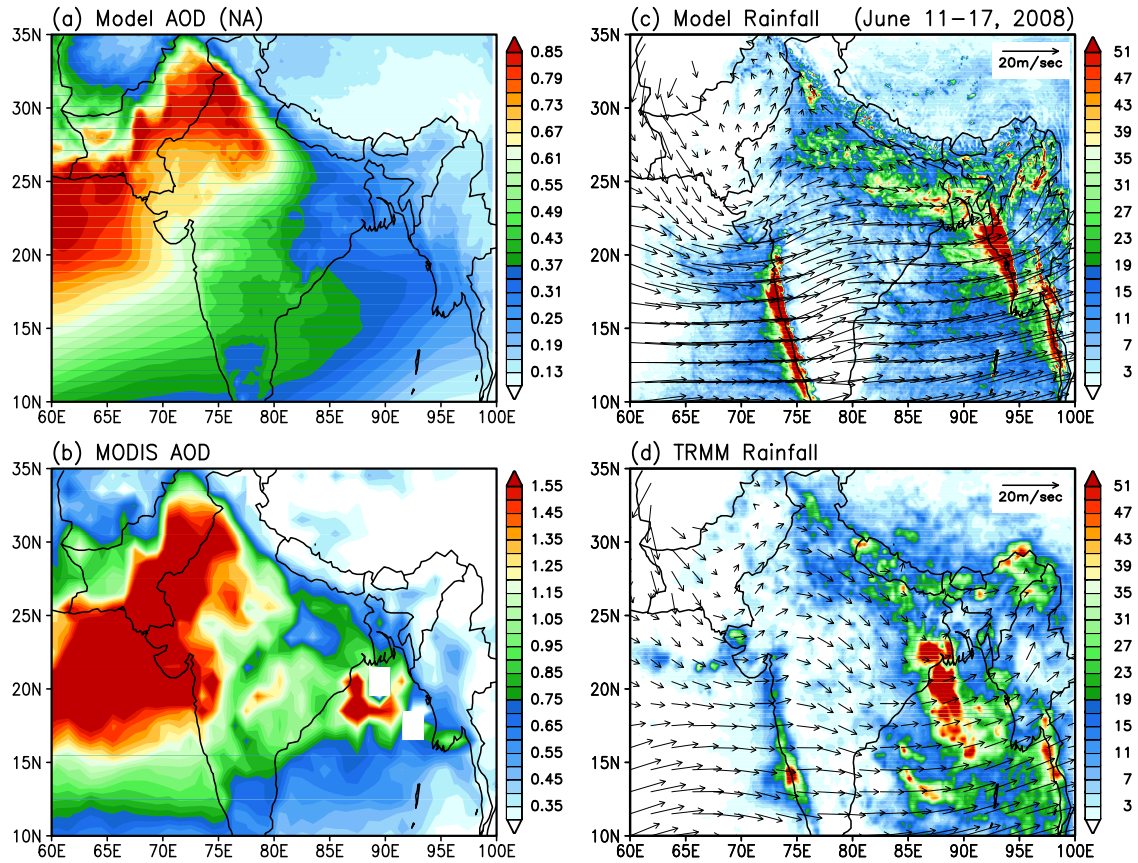 (a) Model AOD (NA)
35N
30N
25N
20N
15N
10N
60E 65E 70E 75E 80E 85E 90E 95E 100E
0.85
0.79
0.73
0.67
0.61
0.55
0.49
0.43
0.37
0.31
0.25
0.19
0.13
(c) Model Rainfall (June 11-17, 2008)
20m/sec
35N
30N
25N
20N
15N
10N
60E 65E 70E 75E 80E 85E 90E 95E 100E
51
47
43
39
35
31
27
23
19
15
11
7
3
(b) MODIS AOD
35N
30N
25N
20N
15N
10N
60E 65E 70E 75E 80E 85E 90E 95E 100E
1.55
1.45
1.35
1.25
1.15
1.05
0.95
0.85
0.75
0.65
0.55
0.45
0.35
(d) TRMM Rainfall
20m/sec
35N
30N
25N
20N
15N
10N
60E 65E 70E 75E 80E 85E 90E 95E 100E
51
47
43
39
35
31
27
23
19
15
11
7
3